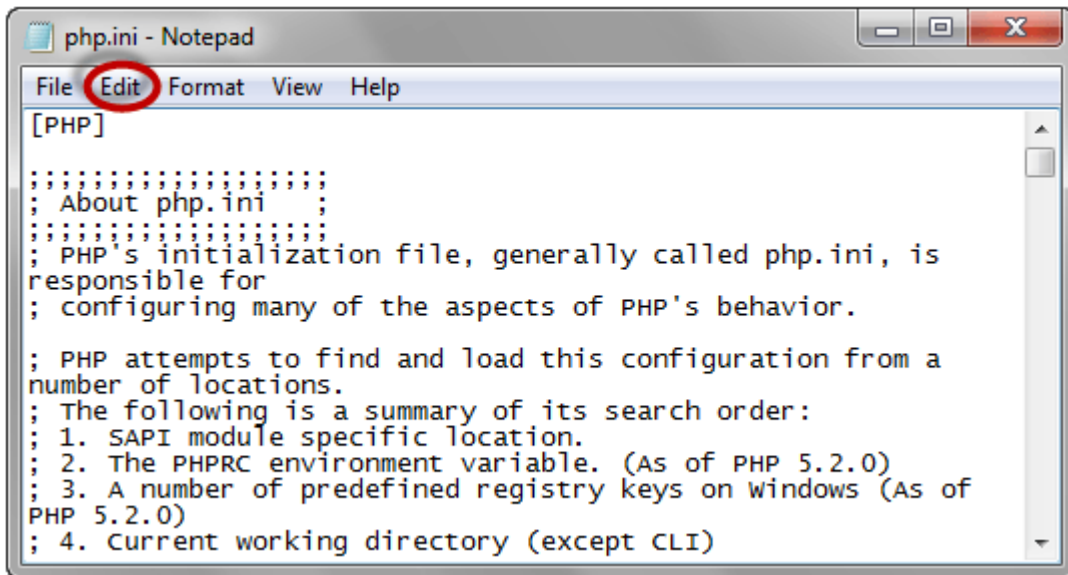 php.ini - Notepad
File Edit Format View Help
[PHP]
;;;;;;;;;;;;;;;;;;;
; About php.ini   ;
;;;;;;;;;;;;;;;;;;;
; PHP's initialization file, generally called php.ini, is
responsible for
; configuring many of the aspects of PHP's behavior.
; PHP attempts to find and load this configuration from a
number of locations.
; The following is a summary of its search order:
; 1. SAPI module specific location.
; 2. The PHPRC environment variable. (As of PHP 5.2.0)
; 3. A number of predefined registry keys on Windows (As of
PHP 5.2.0)
; 4. Current working directory (except CLI)